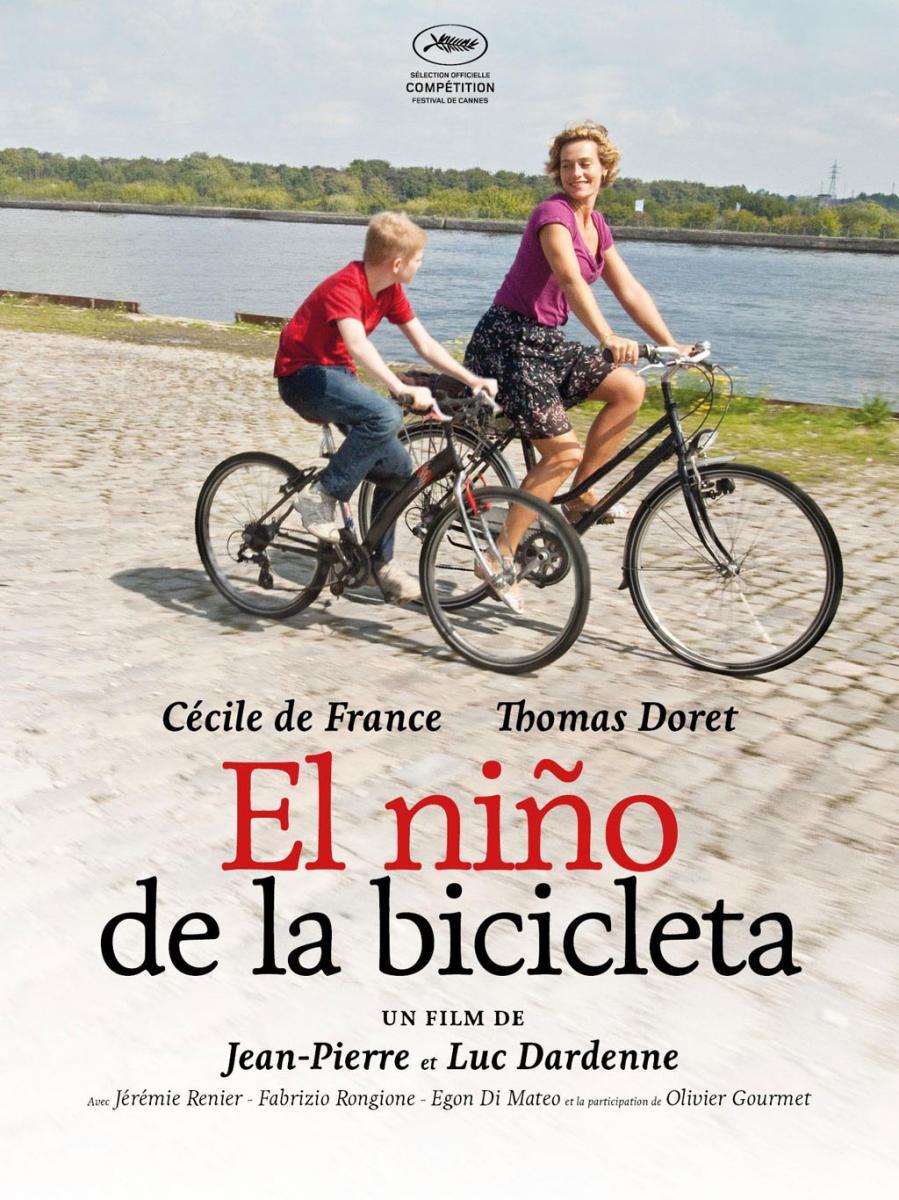 SÉLECTION OFFICIELLE
COMPÉTITION
FESTIVAL DE CANNES
Cécile de France Thomas Doret
El niño
de la bicicleta
UN FILM DE
Jean-Pierre et Luc Dardenne
Avec Jérémie Renier - Fabrizio Rongione - Egon Di Mateo et la participation de Olivier Gourmet